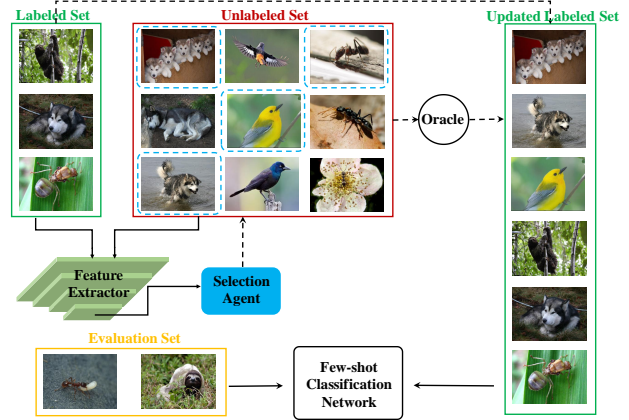 Labeled Set
Unlabeled Set
Updated Labeled Set
Oracle
Feature
Extractor
Selection
Agent
Evaluation Set
Few-shot
Classification
Network